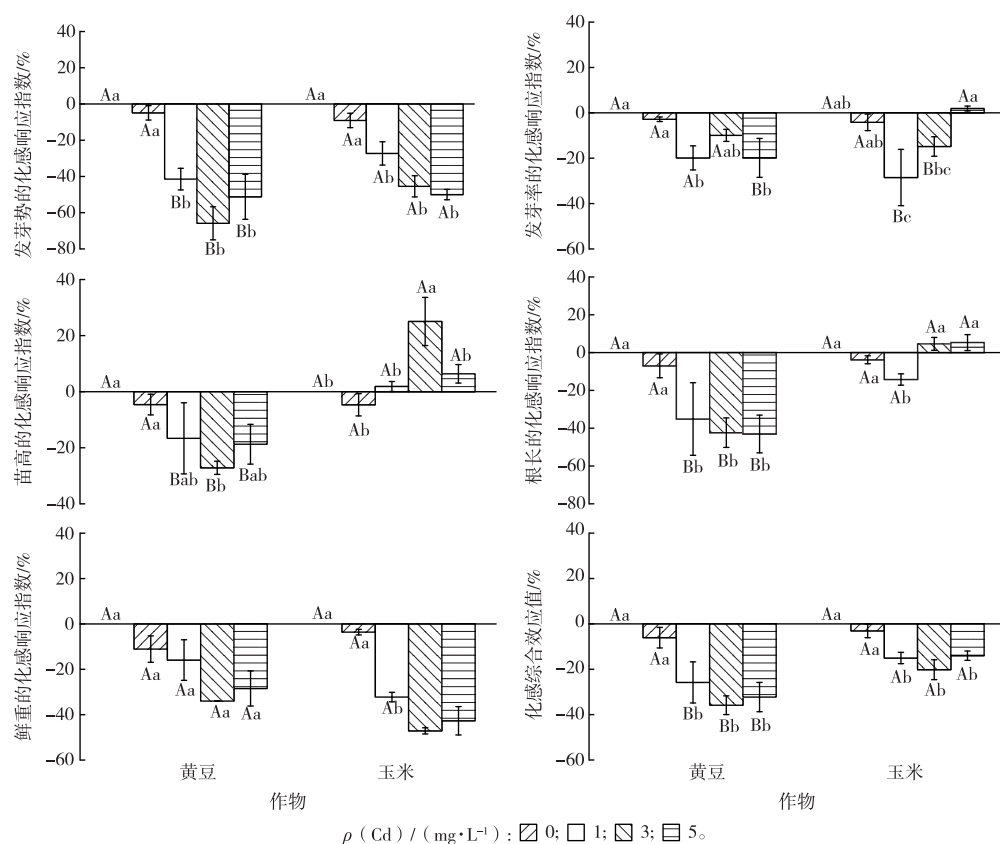 发芽势的化感响应指数/%
40
20
0
-20
-40
-60
-80
Aa
Aa
Bb
Bb
Bb
Aa
Aa
Ab
Ab
Ab
发芽率的化感响应指数/%
40
20
0
-20
-40
-60
Aa
Aa
Ab
Aab
Bb
Aab
Aab
Bc
Bbc
Aa
苗高的化感响应指数/%
40
20
0
-20
-40
Aa
Aa
Bab
Bb
Bab
Ab
Ab
Ab
Aa
Ab
根长的化感响应指数/%
40
20
0
-20
-40
-60
-80
Aa
Aa
Bb
Bb
Bb
Aa
Aa
Ab
Aa
Aa
鲜重的化感响应指数/%
40
20
0
-20
-40
-60
Aa
Aa
Aa
Aa
Aa
Aa
Aa
Ab
黄豆 玉米
作物
化感综合效应值/%
40
20
0
-20
-40
-60
Aa
Aa
Bb
Bb
Bb
Aa
Aa
Ab
Ab
Ab
黄豆 玉米
作物
ρ(Cd)/(mg·L⁻¹): 0; 1; 3; 5。